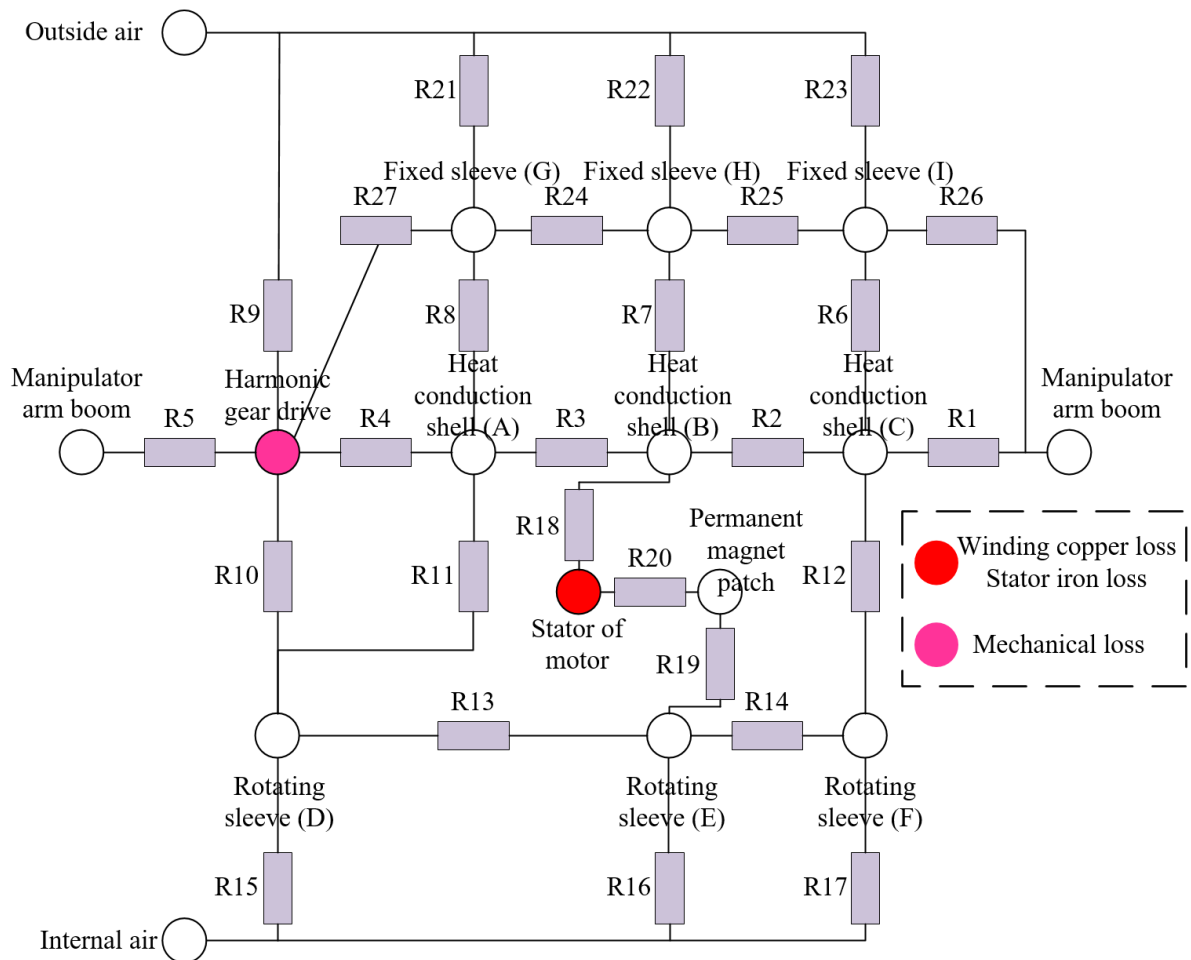 Outside air
R21
R22
R23
Fixed sleeve (G)
Fixed sleeve (H)
Fixed sleeve (I)
R27
R24
R25
R26
R9
R8
R7
R6
Manipulator
arm boom
Harmonic
gear drive
Heat
conduction
shell (A)
Heat
conduction
shell (B)
Heat
conduction
shell (C)
Manipulator
arm boom
R5
R4
R3
R2
R1
R18
Permanent
magnet
patch
R20
R10
R11
R12
Stator of
motor
R19
Winding copper loss
Stator iron loss
Mechanical loss
R13
R14
Rotating
sleeve (D)
Rotating
sleeve (E)
Rotating
sleeve (F)
R15
R16
R17
Internal air